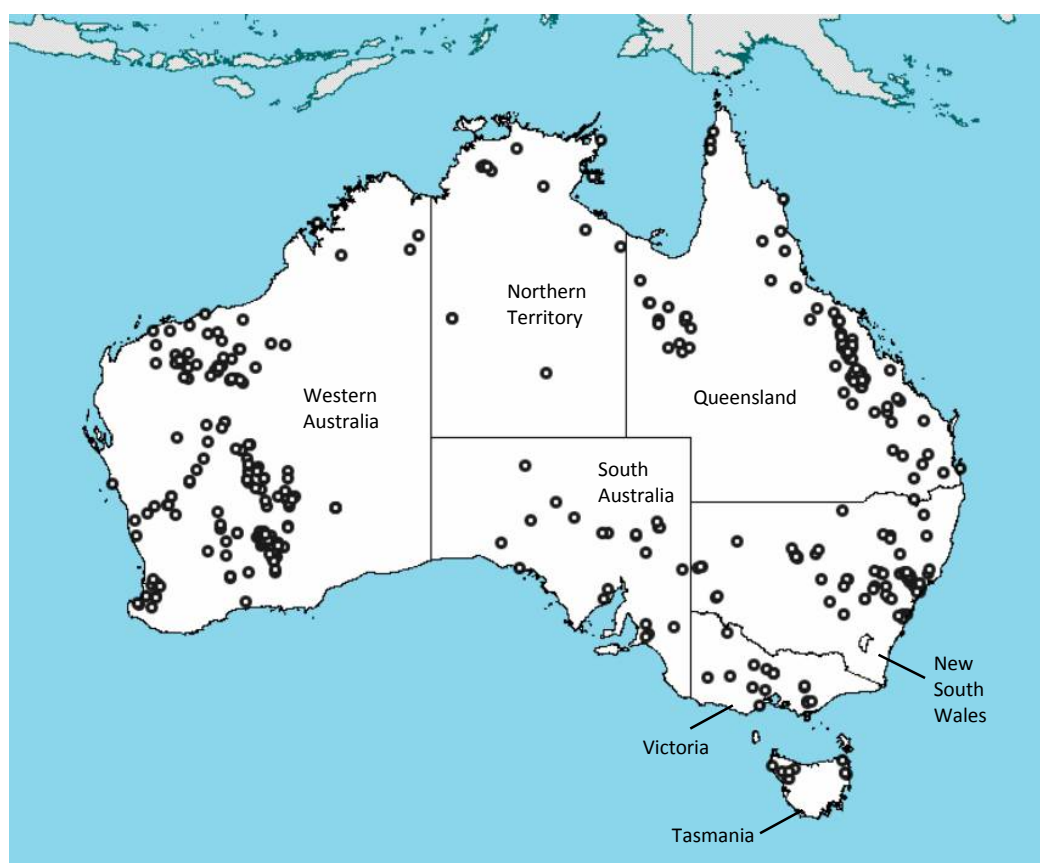 Northern
Territory
Western
Australia
Queensland
South
Australia
New
South
Wales
Victoria
Tasmania